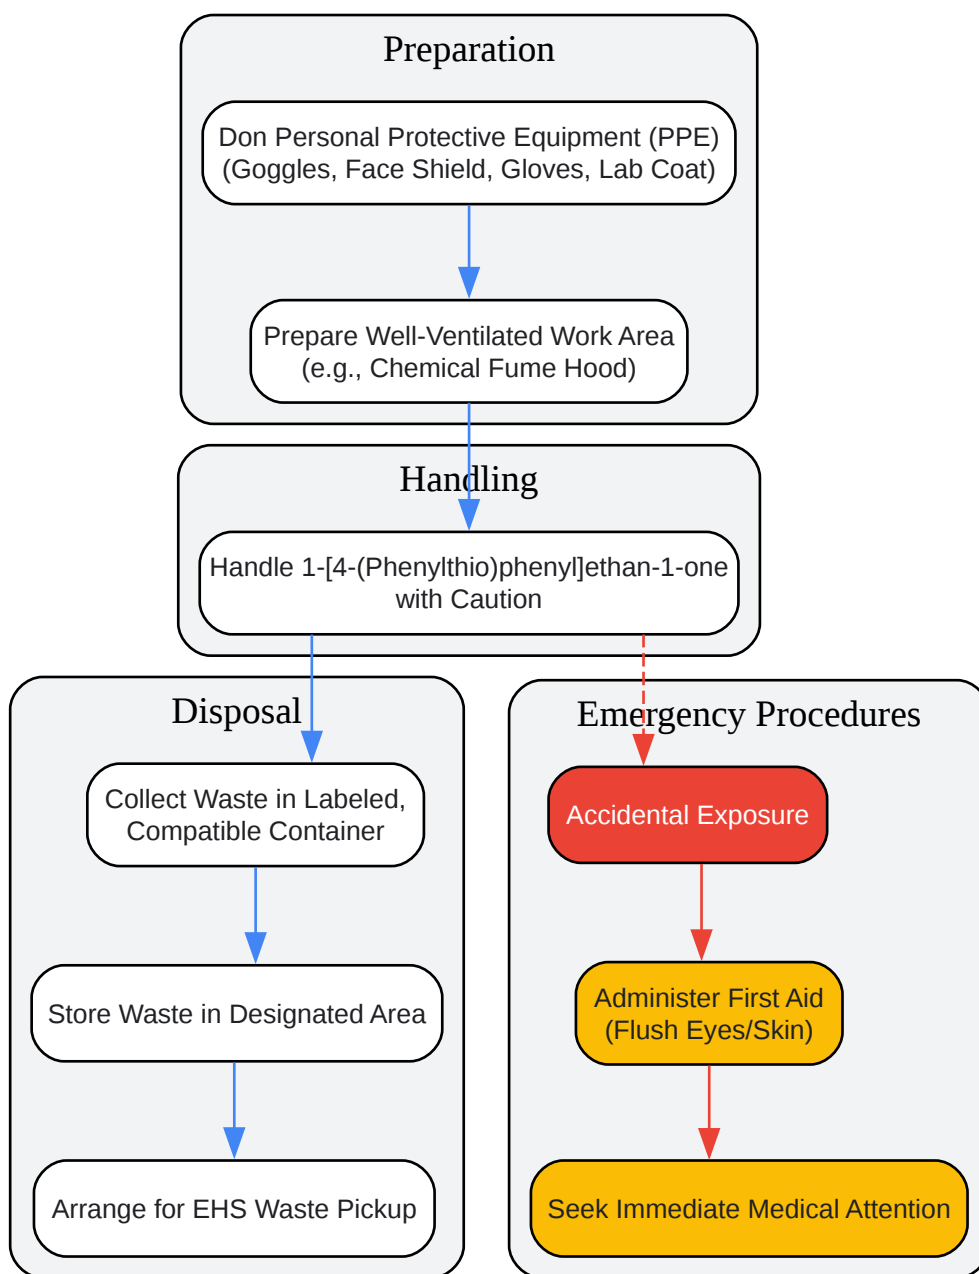 Preparation
Don Personal Protective Equipment (PPE)
(Goggles, Face Shield, Gloves, Lab Coat)
Prepare Well-Ventilated Work Area
(e.g., Chemical Fume Hood)
Handling
Handle 1-[4-(Phenylthio)phenyl]ethan-1-one
with Caution
Disposal
Collect Waste in Labeled,
Compatible Container
Store Waste in Designated Area
Arrange for EHS Waste Pickup
Emergency Procedures
Accidental Exposure
Administer First Aid
(Flush Eyes/Skin)
Seek Immediate Medical Attention